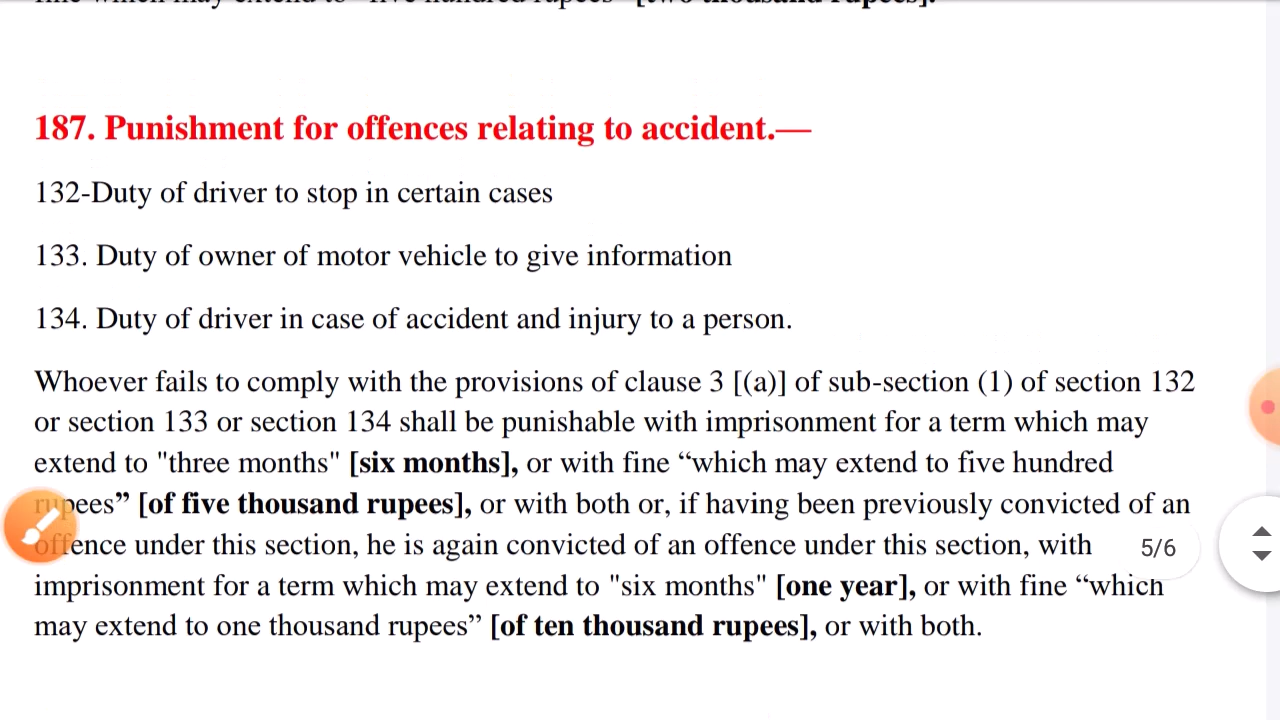 187. Punishment for offences relating to accident.—
132-Duty of driver to stop in certain cases
133. Duty of owner of motor vehicle to give information
134. Duty of driver in case of accident and injury to a person.
Whoever fails to comply with the provisions of clause 3 [(a)] of sub-section (1) of section 132
or section 133 or section 134 shall be punishable with imprisonment for a term which may
extend to "three months" [six months], or with fine “which may extend to five hundred
rupees” [of five thousand rupees], or with both or, if having been previously convicted of an
offence under this section, he is again convicted of an offence under this section, with
5/6
imprisonment for a term which may extend to "six months" [one year], or with fine “which
may extend to one thousand rupees” [of ten thousand rupees], or with both.